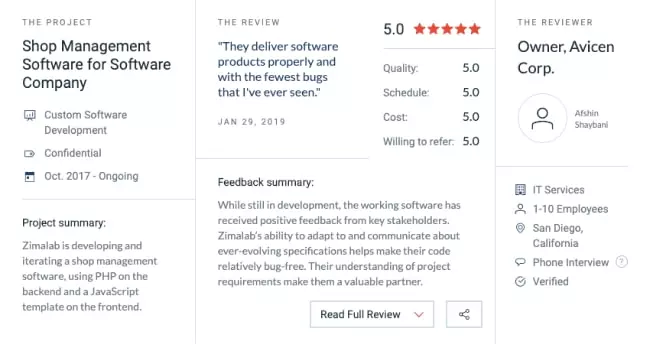 THE PROJECT
Shop Management
Software for Software
Company
Custom Software
Development
Confidential
Oct. 2017 - Ongoing
Project summary:
Zimalab is developing and
iterating a shop management
software, using PHP on the
backend and a JavaScript
template on the frontend.
THE REVIEW
"They deliver software
products properly and
with the fewest bugs
that I've ever seen."
JAN 29, 2019
5.0
Quality: 5.0
Schedule: 5.0
Cost: 5.0
Willing to refer: 5.0
Feedback summary:
While still in development, the working software has
received positive feedback from key stakeholders.
Zimalab's ability to adapt to and communicate about
ever-evolving specifications helps make their code
relatively bug-free. Their understanding of project
requirements make them a valuable partner.
Read Full Review
THE REVIEWER
Owner, Avicen
Corp.
Afshin
Shaybani
IT Services
1-10 Employees
San Diego,
California
Phone Interview ?
Verified